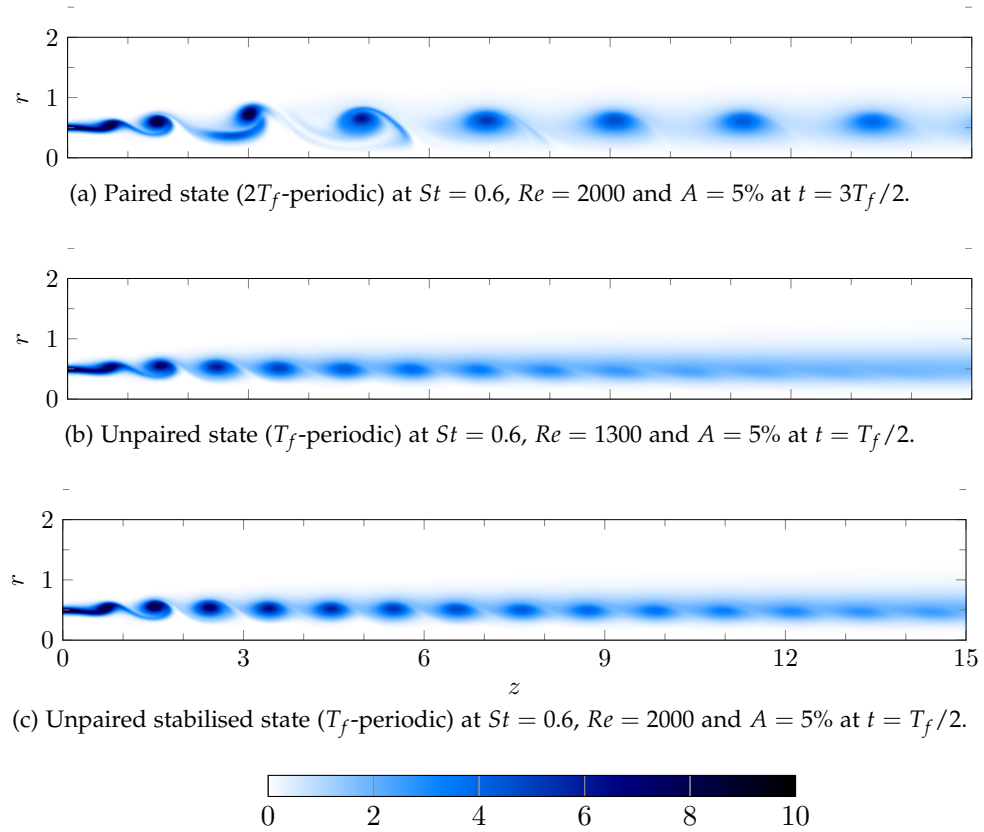 2
1
0
r
(a) Paired state (2T_f-periodic) at St = 0.6, Re = 2000 and A = 5% at t = 3T_f/2.
2
1
0
r
(b) Unpaired state (T_f-periodic) at St = 0.6, Re = 1300 and A = 5% at t = T_f/2.
2
1
0
r
0 3 6 9 12 15
z
(c) Unpaired stabilised state (T_f-periodic) at St = 0.6, Re = 2000 and A = 5% at t = T_f/2.
0 2 4 6 8 10